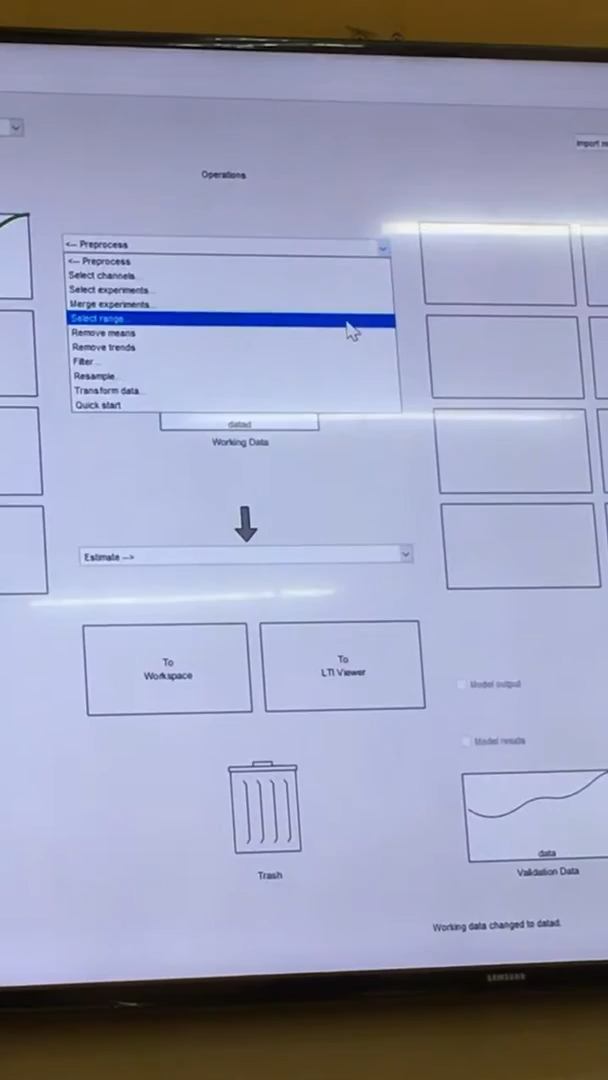 Import m
Operations
<-- Preprocess
<-- Preprocess
Select channels...
Select experiments...
Merge experiments...
Select range...
Remove means
Remove trends
Filter...
Resample...
Transform data...
Quick start
datad
Working Data
Estimate -->
To
Workspace
To
LTI Viewer
Model output
Model resids
Trash
data
Validation Data
Working data changed to datad.
SAMSUNG